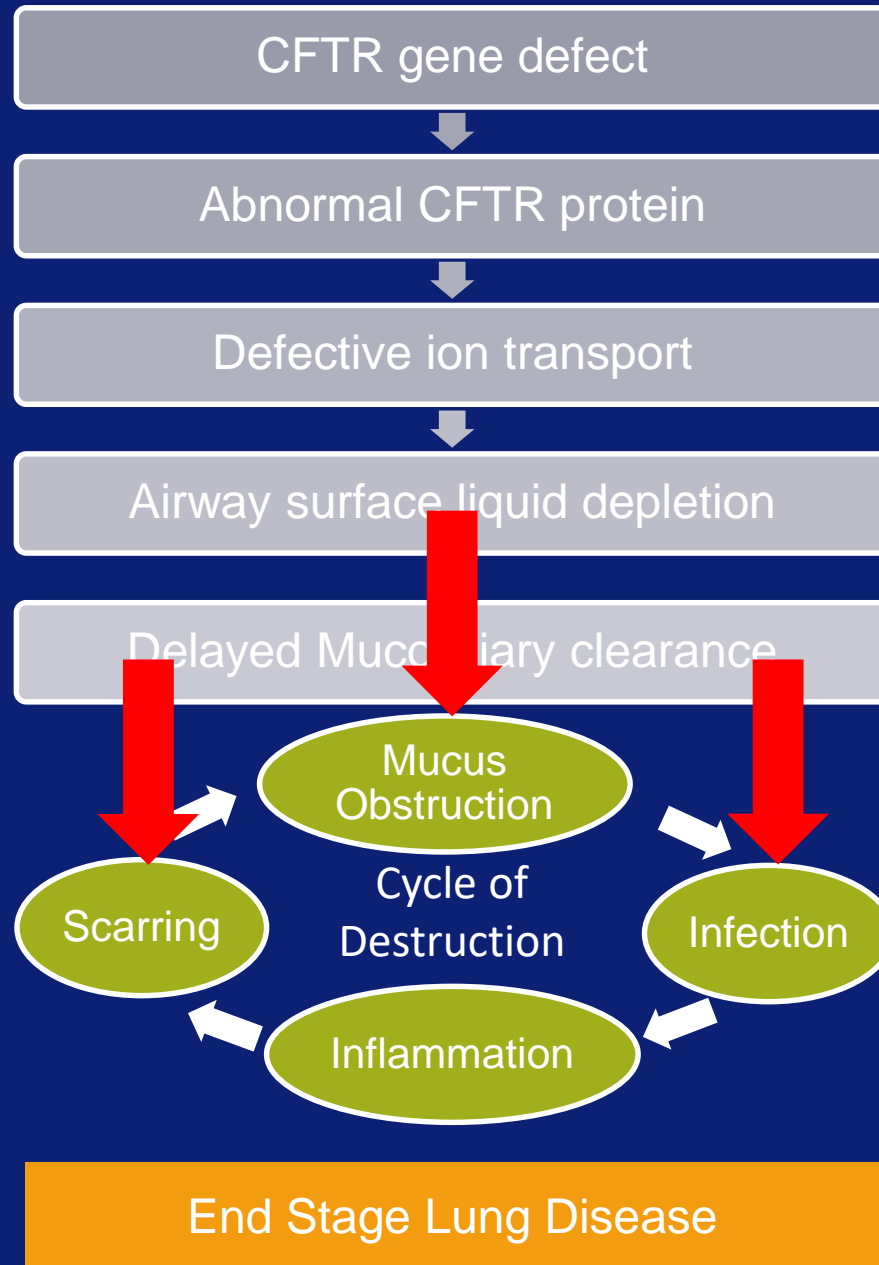 CFTR gene defect
Abnormal CFTR protein
Defective ion transport
Airway surface liquid depletion
Delayed Mucociliary clearance
Mucus
Obstruction
Cycle of
Destruction
Scarring
Infection
Inflammation
End Stage Lung Disease